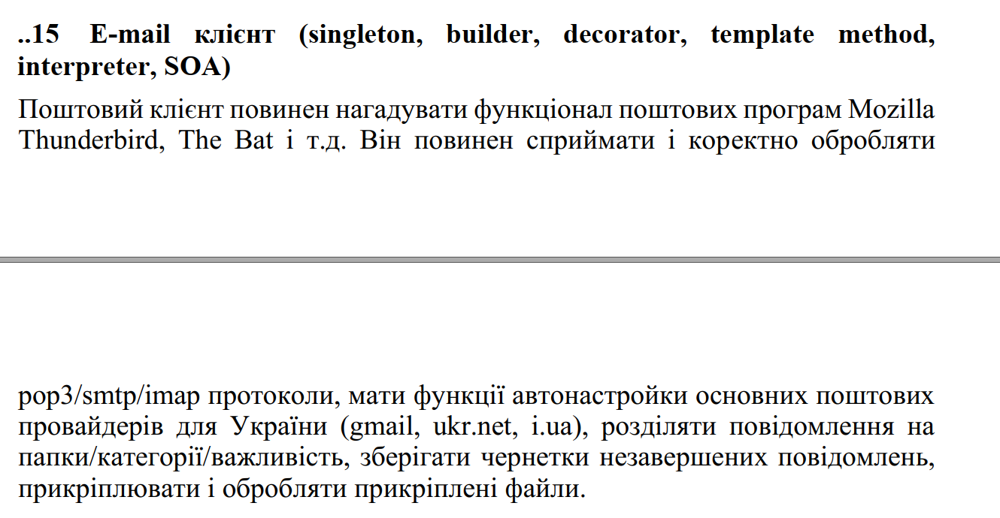 ..15 E-mail клієнт (singleton, builder, decorator, template method,
interpreter, SOA)
Поштовий клієнт повинен нагадувати функціонал поштових програм Mozilla
Thunderbird, The Bat і т.д. Він повинен сприймати і коректно обробляти
pop3/smtp/imap протоколи, мати функції автонастройки основних поштових
провайдерів для України (gmail, ukr.net, i.ua), розділяти повідомлення на
папки/категорії/важливість, зберігати чернетки незавершених повідомлень,
прикріплювати і обробляти прикріплені файли.